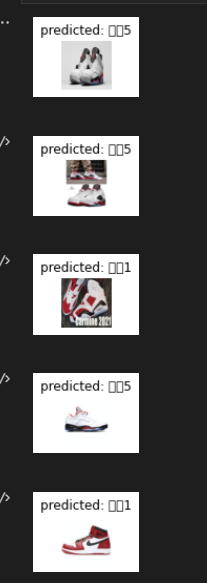 ..
predicted: □□5
/>
predicted: □□5
/>
predicted: □□1
Carmine 2021
/>
predicted: □□5
/>
predicted: □□1